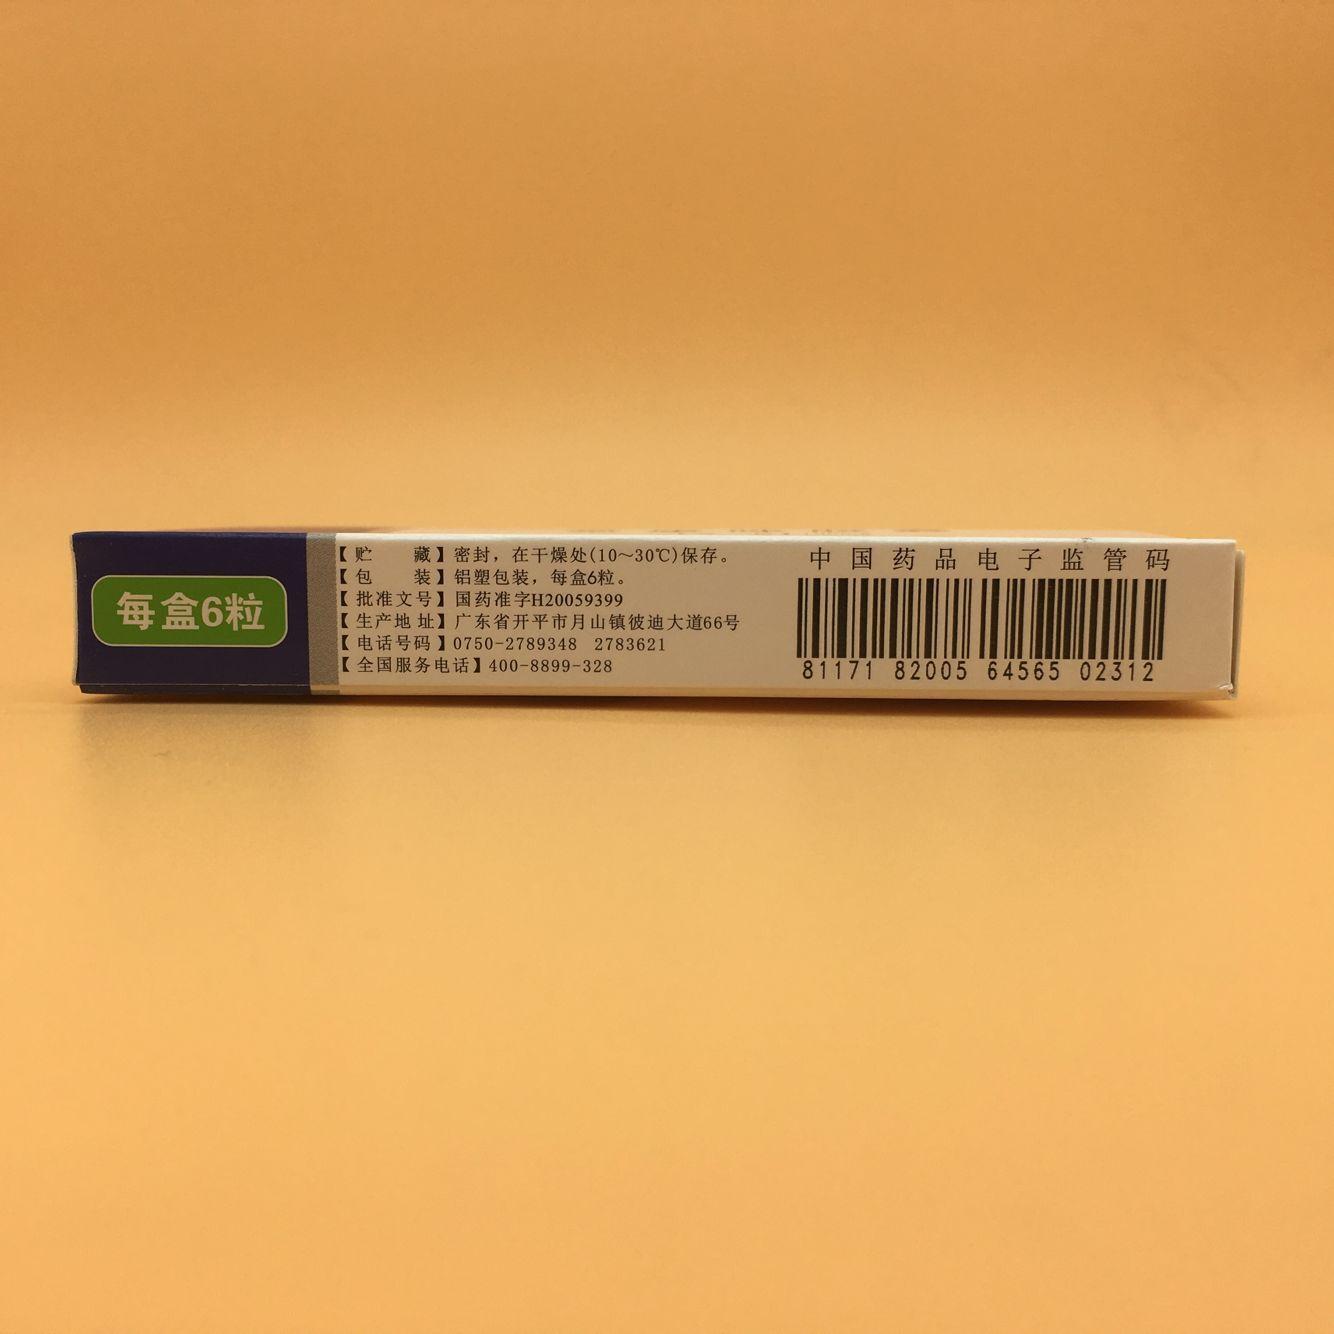 每盒6粒
【贮　　藏】密封，在干燥处(10～30℃)保存。
【包　　装】铝塑包装，每盒6粒。
【批准文号】国药准字H20059399
【生产地址】广东省开平市月山镇彼迪大道66号
【电话号码】0750-2789348 2783621
【全国服务电话】400-8899-328
中国药品电子监管码
81171 82005 64565 02312